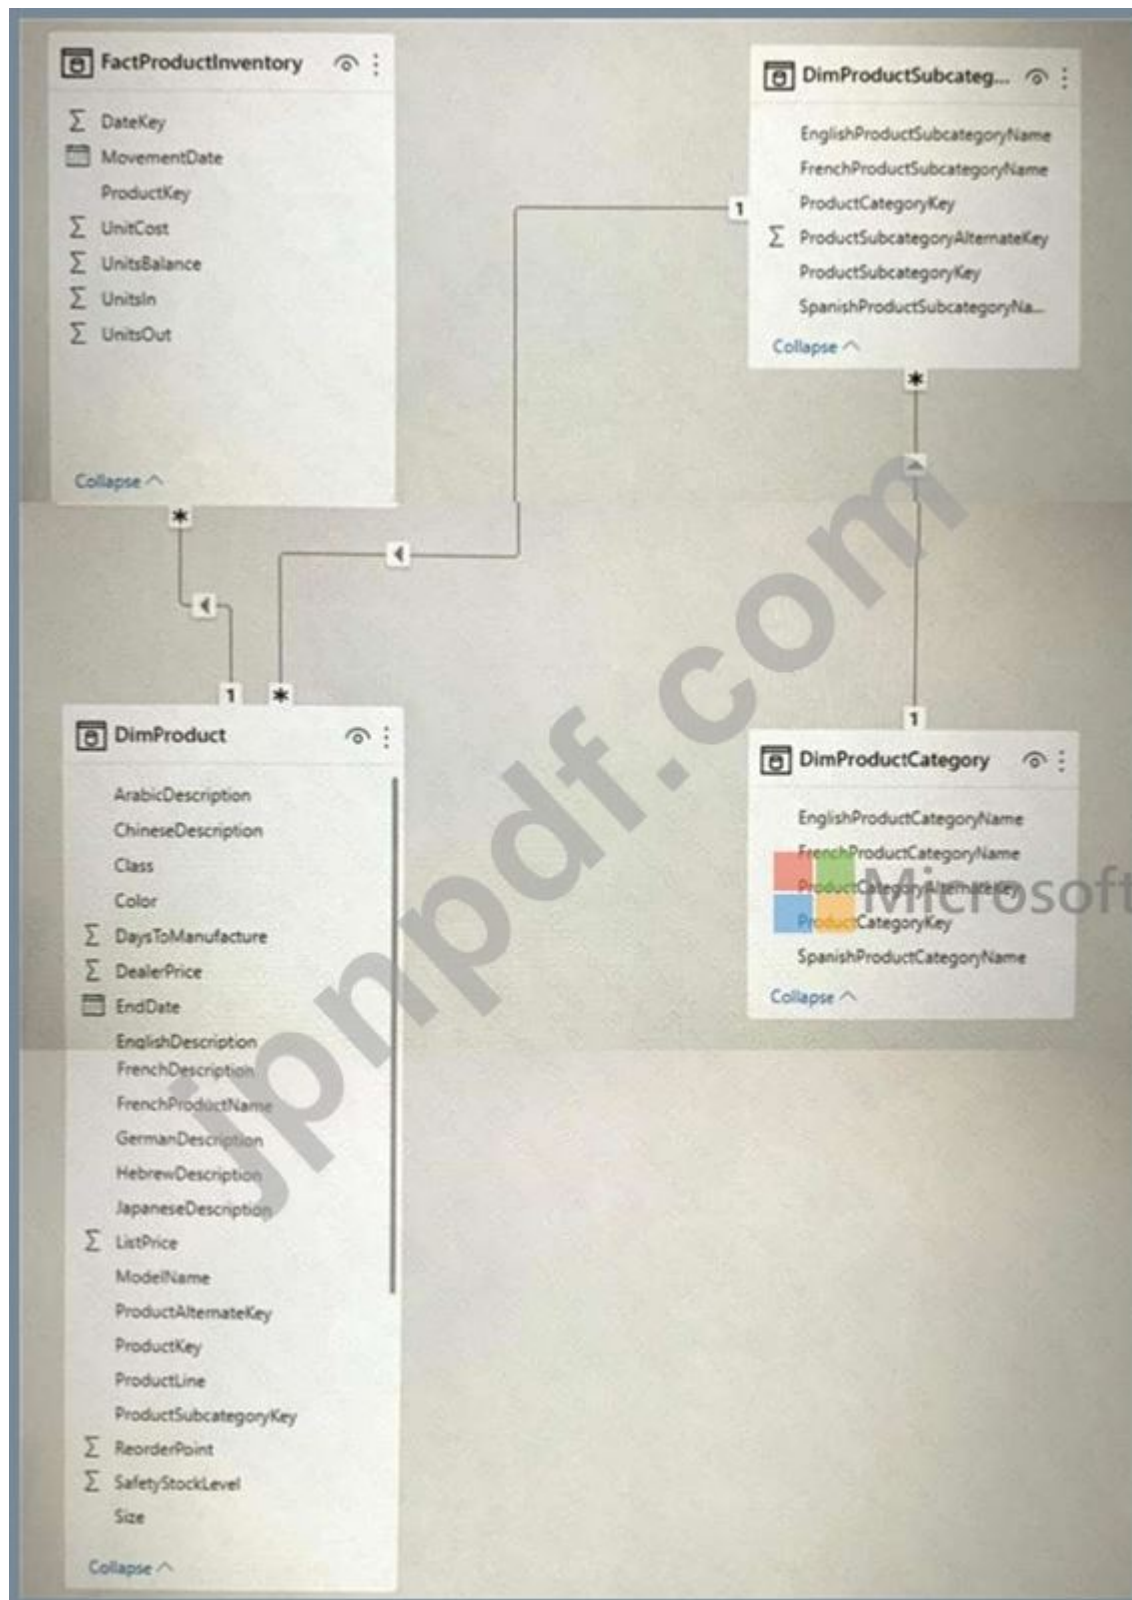 FactProductInventory
DateKey
MovementDate
ProductKey
UnitCost
UnitsBalance
UnitsIn
UnitsOut
Collapse
DimProductSubcateg...
EnglishProductSubcategoryName
FrenchProductSubcategoryName
ProductCategoryKey
ProductSubcategoryAlternateKey
ProductSubcategoryKey
SpanishProductSubcategoryNa...
Collapse
1
*
*
1
*
1
DimProduct
ArabicDescription
ChineseDescription
Class
Color
DaysToManufacture
DealerPrice
EndDate
EnglishDescription
FrenchDescription
FrenchProductName
GermanDescription
HebrewDescription
JapaneseDescription
ListPrice
ModelName
ProductAlternateKey
ProductKey
ProductLine
ProductSubcategoryKey
ReorderPoint
SafetyStockLevel
Size
Collapse
DimProductCategory
EnglishProductCategoryName
FrenchProductCategoryName
ProductCategoryAlternateKey
ProductCategoryKey
SpanishProductCategoryName
Collapse
Microsoft
jpnpdf.com